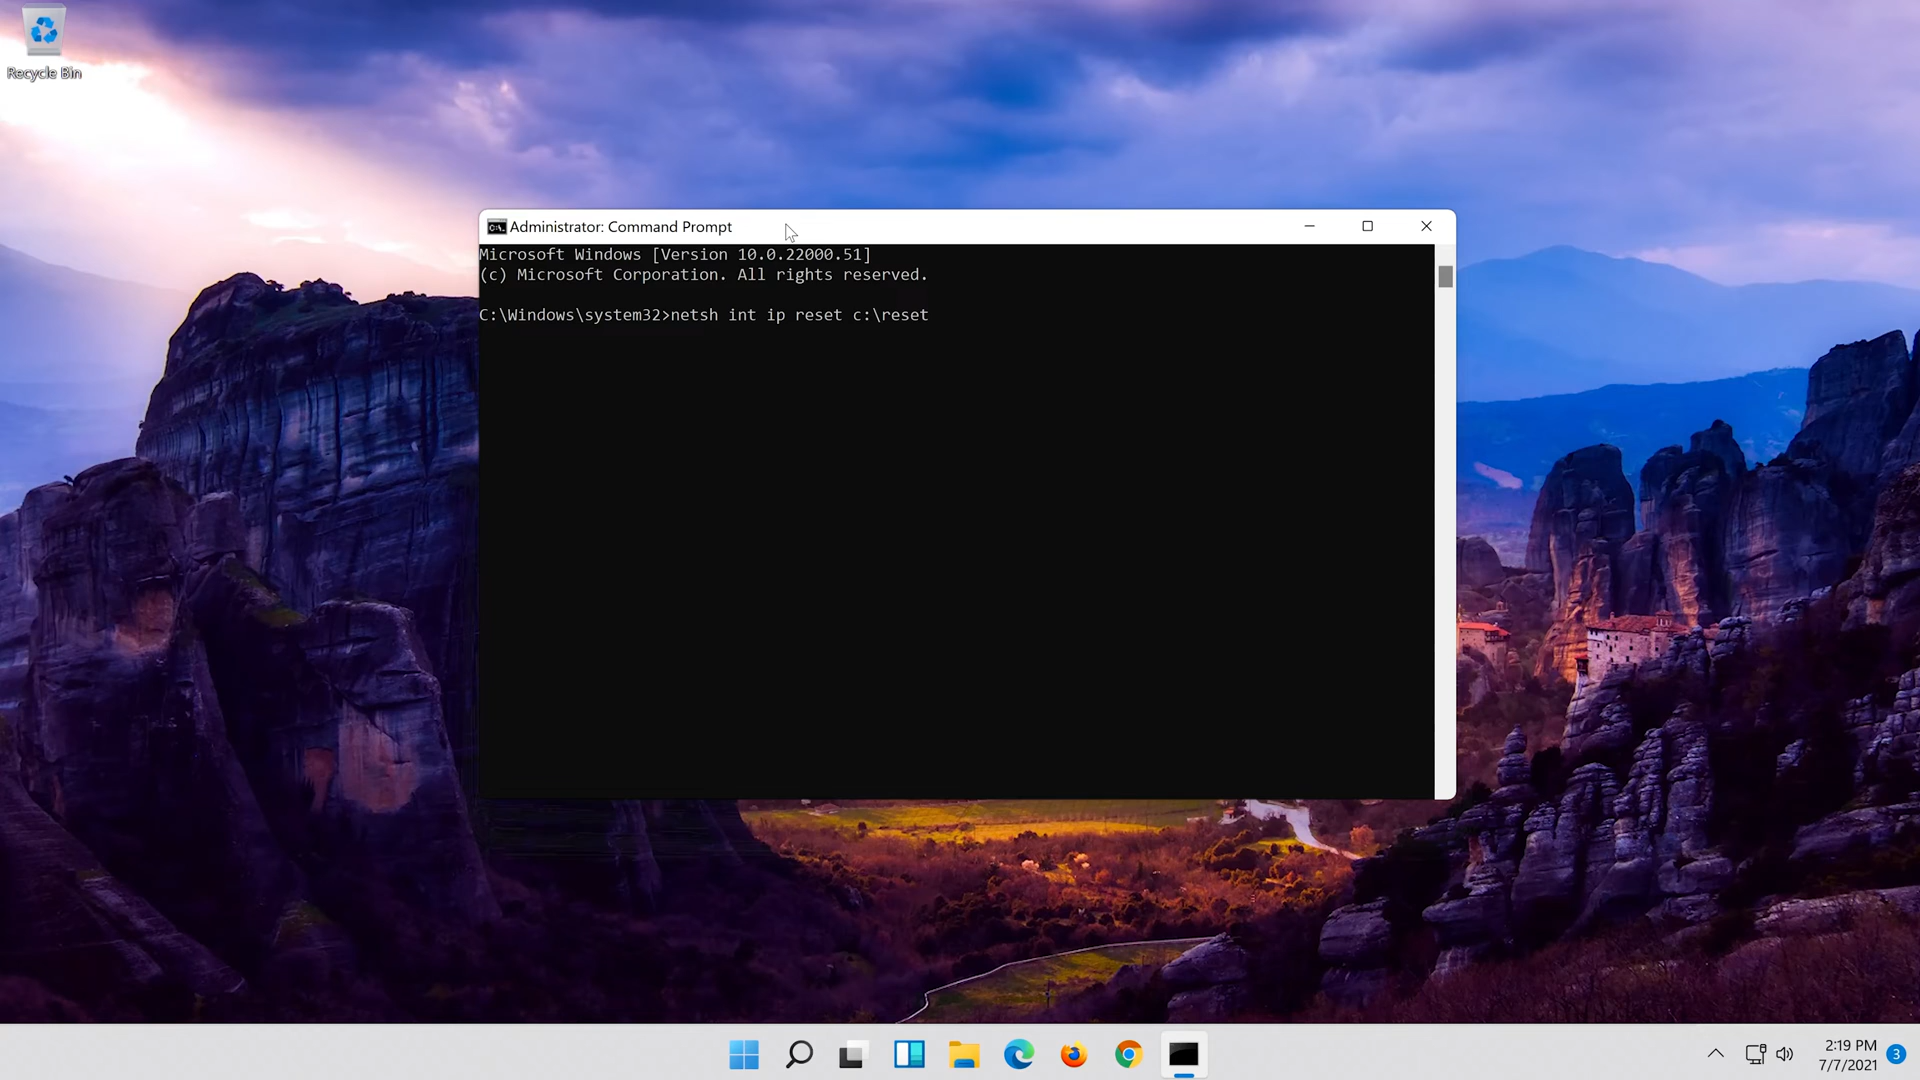 Recycle Bin
Administrator: Command Prompt
Microsoft Windows [Version 10.0.22000.51]
(c) Microsoft Corporation. All rights reserved.
C:\Windows\system32>netsh int ip reset c:\reset
2:19 PM
7/7/2021
3